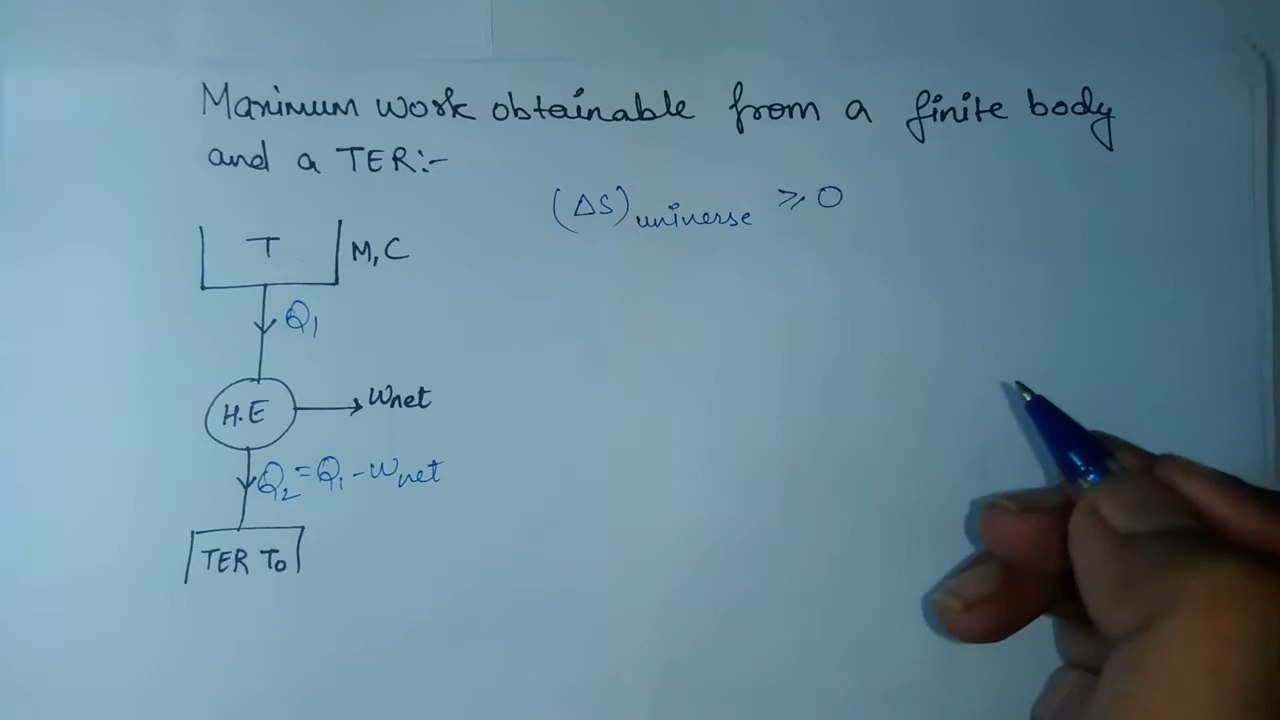 Maximum work obtainable from a finite body
and a TER:-
(ΔS)universe ≥ 0
T
M, C
Q1
H.E
Wnet
Q2 = Q1 - Wnet
TER T0